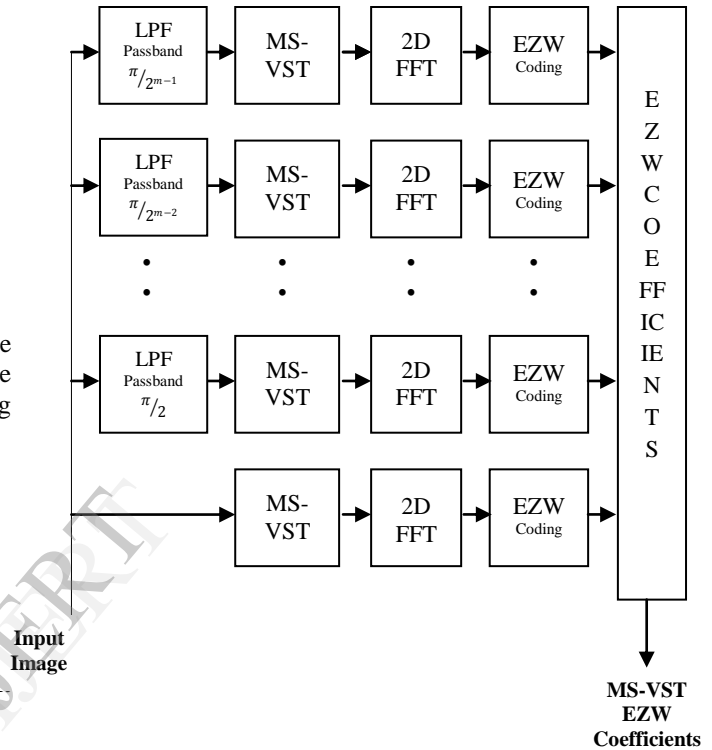 LPF
Passband
π/2^{m−1}
MS-
VST
2D
FFT
EZW
Coding
LPF
Passband
π/2^{m−2}
MS-
VST
2D
FFT
EZW
Coding
• • • •
• • • •
LPF
Passband
π/2
MS-
VST
2D
FFT
EZW
Coding
MS-
VST
2D
FFT
EZW
Coding
E
Z
W
C
O
E
FF
IC
IE
N
T
S
e
e
g
IJERT
Input
Image
MS-VST
EZW
Coefficients